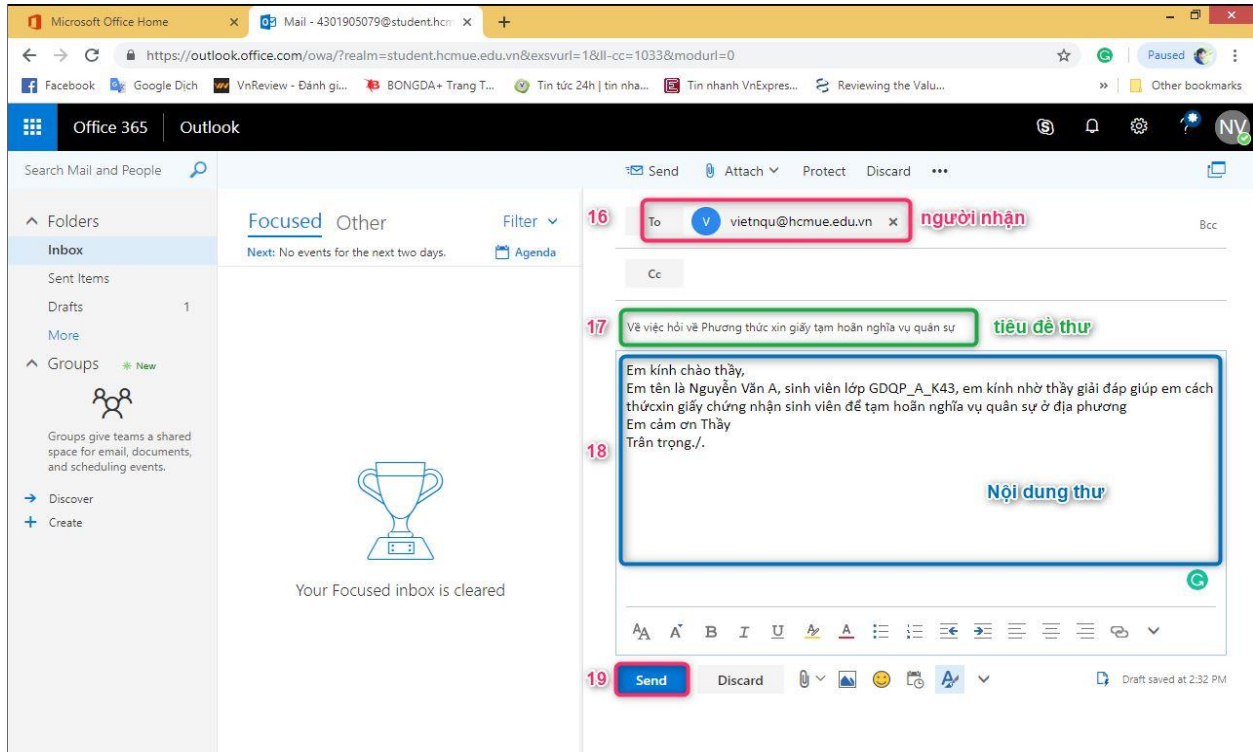 Microsoft Office Home
Mail - 4301905079@student.hcm
https://outlook.office.com/owa/?realm=student.hcmue.edu.vn&exsvurl=1&ll-cc=1033&modurl=0
Paused
Facebook Google Dịch VnReview - Đánh gi... BONGDA+ Trang T... Tin tức 24h | tin nha... Tin nhanh VnExpres... Reviewing the Valu... » Other bookmarks
Office 365 Outlook
NV
Search Mail and People
Send Attach Protect Discard •••
Folders
Inbox
Sent Items
Drafts 1
More
Groups New
Groups give teams a shared
space for email, documents,
and scheduling events.
Discover
Create
Focused Other Filter
Next: No events for the next two days. Agenda
Your Focused inbox is cleared
16 To V vietnqu@hcmue.edu.vn x người nhận Bcc
Cc
17 Về việc hỏi về Phương thức xin giấy tạm hoãn nghĩa vụ quân sự tiêu đề thư
Em kính chào thầy,
Em tên là Nguyễn Văn A, sinh viên lớp GDQP_A_K43, em kính nhờ thầy giải đáp giúp em cách
thứcxin giấy chứng nhận sinh viên để tạm hoãn nghĩa vụ quân sự ở địa phương
Em cảm ơn Thầy
18 Trân trọng./.
Nội dung thư
AA A B I U A
19 Send Discard Draft saved at 2:32 PM